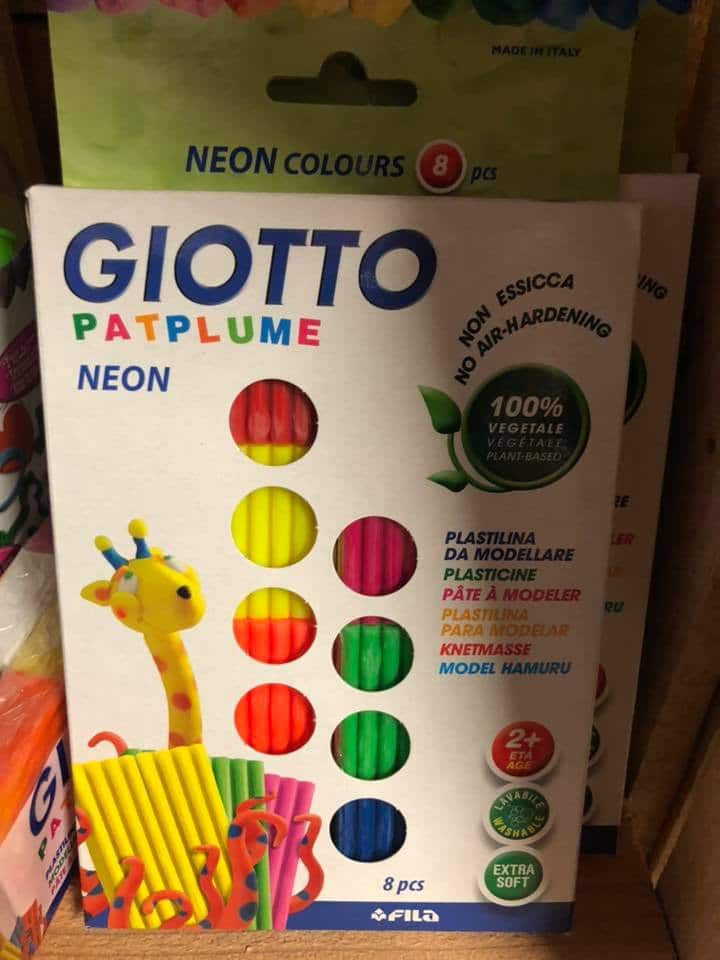 MADE IN ITALY
NEON COLOURS 8 pcs
GIOTTO
PATPLUME
NEON
NON ESSICCA
NO AIR-HARDENING
100%
VEGETALE
VÉGÉTALE
PLANT-BASED
PLASTILINA
DA MODELLARE
PLASTICINE
PÂTE À MODELER
PLASTILINA
PARA MODELAR
KNETMASSE
MODEL HAMURU
2+
ETÀ
AGE
LAVABILE
WASHABLE
EXTRA
SOFT
8 pcs
FILA